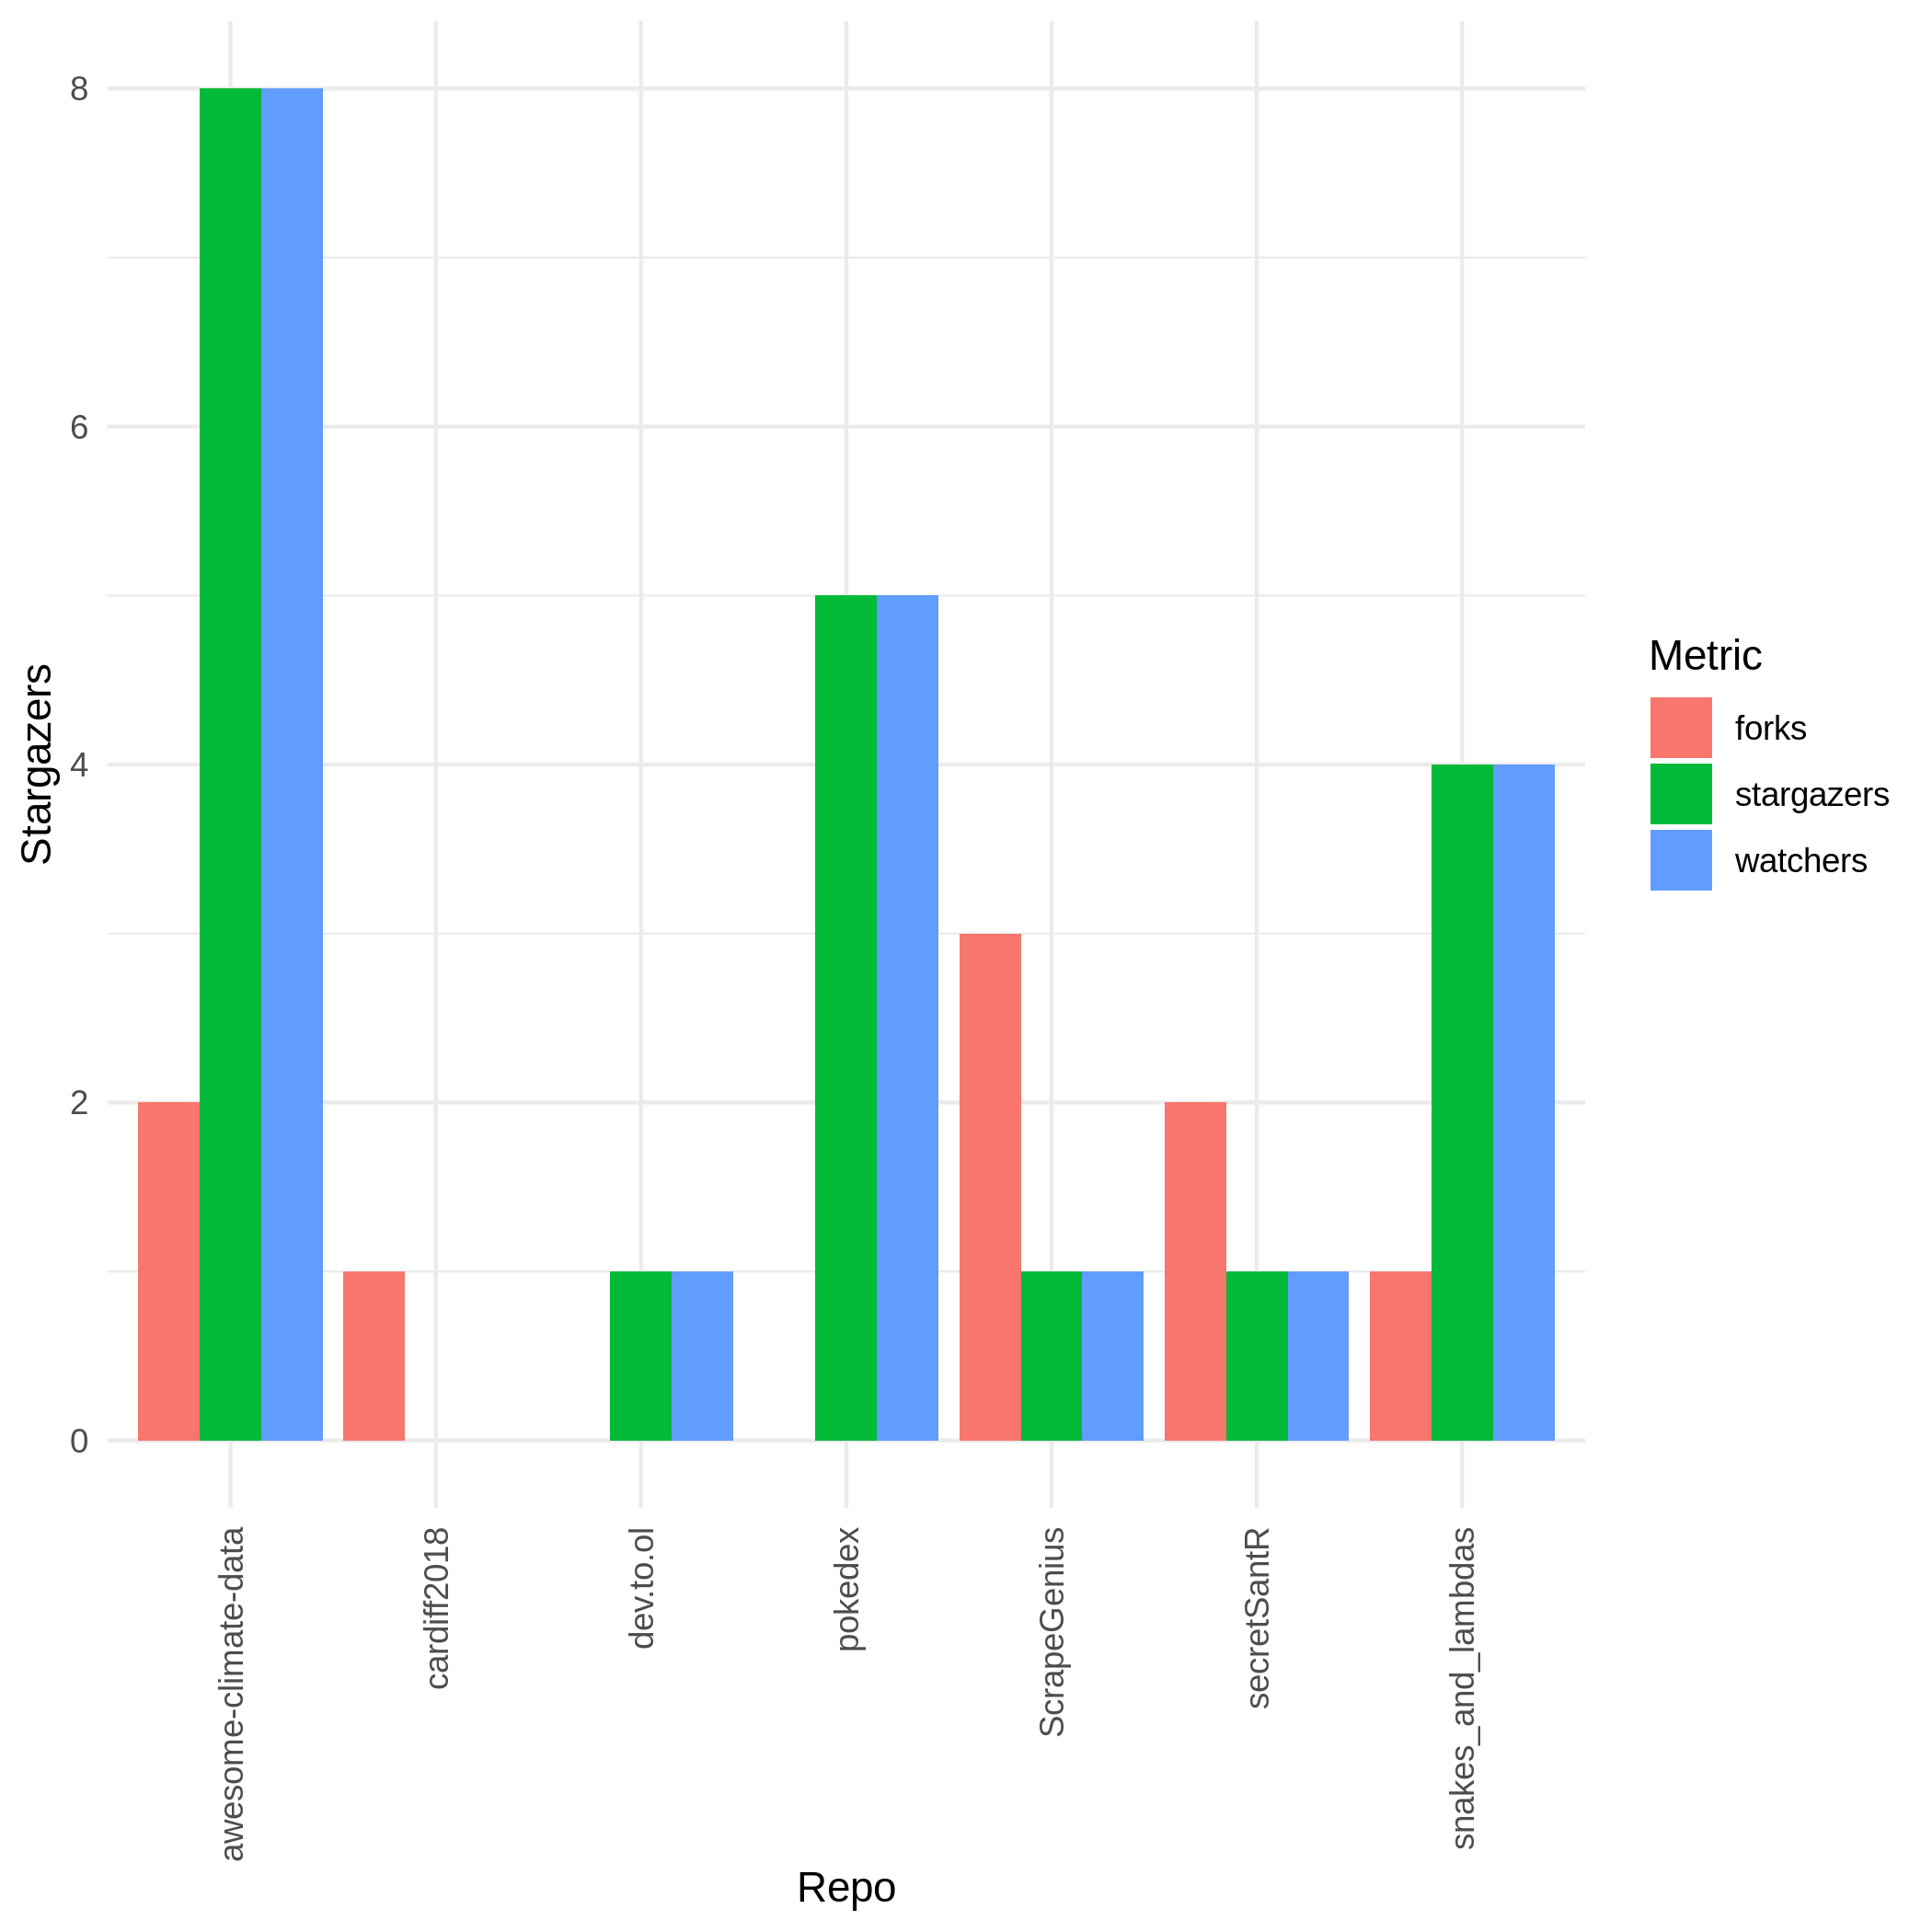 Stargazers
8
6
4
2
0
awesome-climate-data
cardiff2018
dev.to.ol
pokedex
ScrapeGenius
secretSantR
snakes_and_lambdas
Repo
Metric
forks
stargazers
watchers